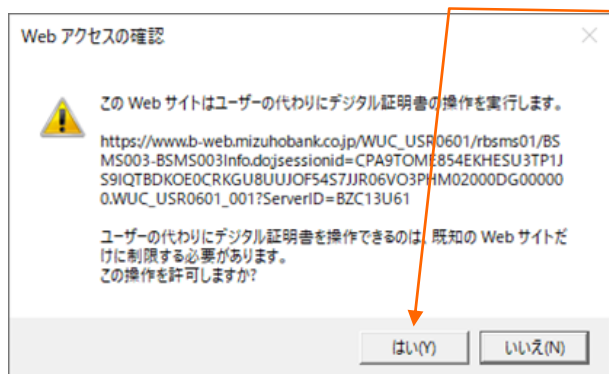 Web アクセスの確認
この Web サイトはユーザーの代わりにデジタル証明書の操作を実行します。
https://www.b-web.mizuhobank.co.jp/WUC_USR0601/rbsms01/BS
MS003-BSMS003Info.do;jsessionid=CPA9TOME854EKHESU3TP1J
S9IQTBDKOE0CRKGU8UUJOF54S7JJR06VO3PHM02000DG00000
0.WUC_USR0601_001?ServerID=BZC13U61
ユーザーの代わりにデジタル証明書を操作できるのは、既知の Web サイトだ
けに制限する必要があります。
この操作を許可しますか?
はい(Y)
いいえ(N)